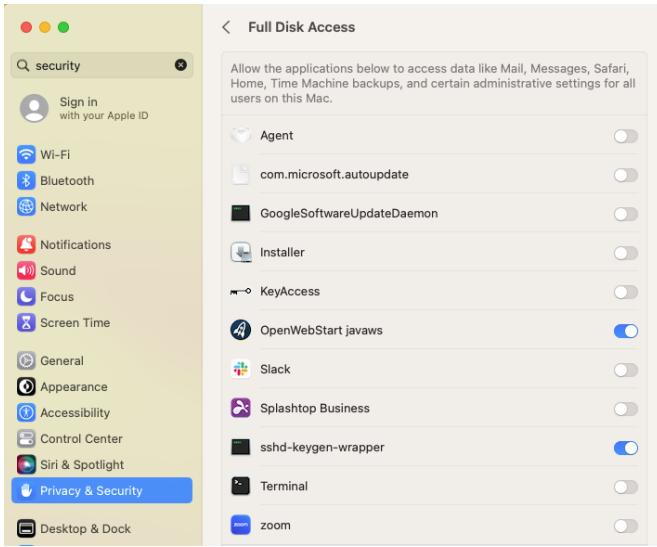 Full Disk Access
security
Sign in
with your Apple ID
Wi-Fi
Bluetooth
Network
Notifications
Sound
Focus
Screen Time
General
Appearance
Accessibility
Control Center
Siri & Spotlight
Privacy & Security
Desktop & Dock
Allow the applications below to access data like Mail, Messages, Safari,
Home, Time Machine backups, and certain administrative settings for all
users on this Mac.
Agent
com.microsoft.autoupdate
GoogleSoftwareUpdateDaemon
Installer
KeyAccess
OpenWebStart javaws
Slack
Splashtop Business
sshd-keygen-wrapper
Terminal
zoom